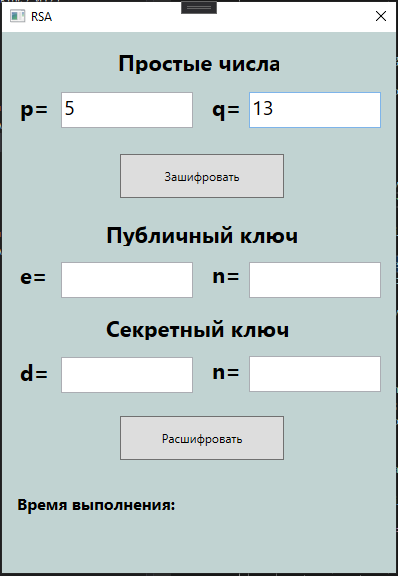 RSA
Простые числа
p= 5 q= 13
Зашифровать
Публичный ключ
e= n=
Секретный ключ
d= n=
Расшифровать
Время выполнения: